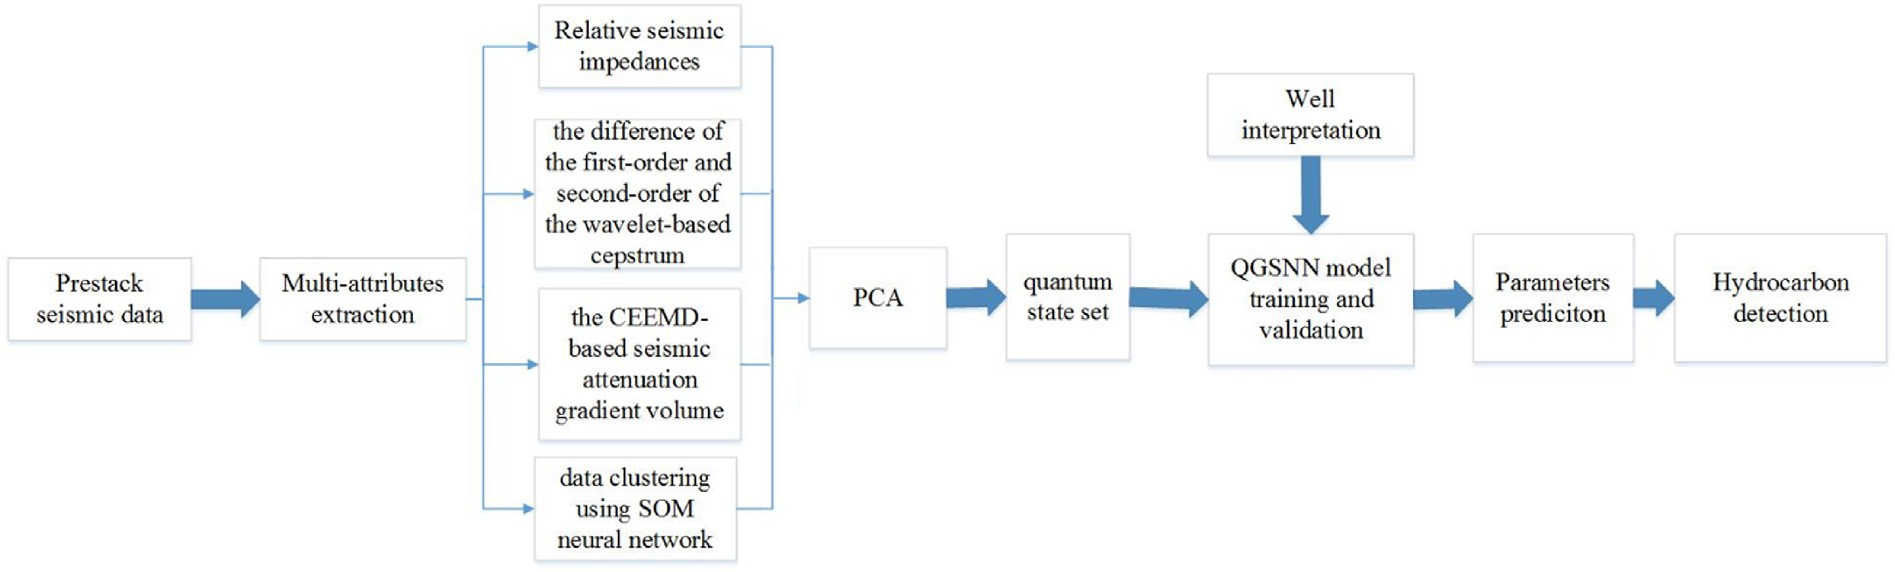 Prestack
seismic data
Multi-attributes
extraction
Relative seismic
impedances
the difference of
the first-order and
second-order of
the wavelet-based
cepstrum
the CEEMD-
based seismic
attenuation
gradient volume
data clustering
using SOM
neural network
PCA
quantum
state set
Well
interpretation
QGSNN model
training and
validation
Parameters
prediciton
Hydrocarbon
detection